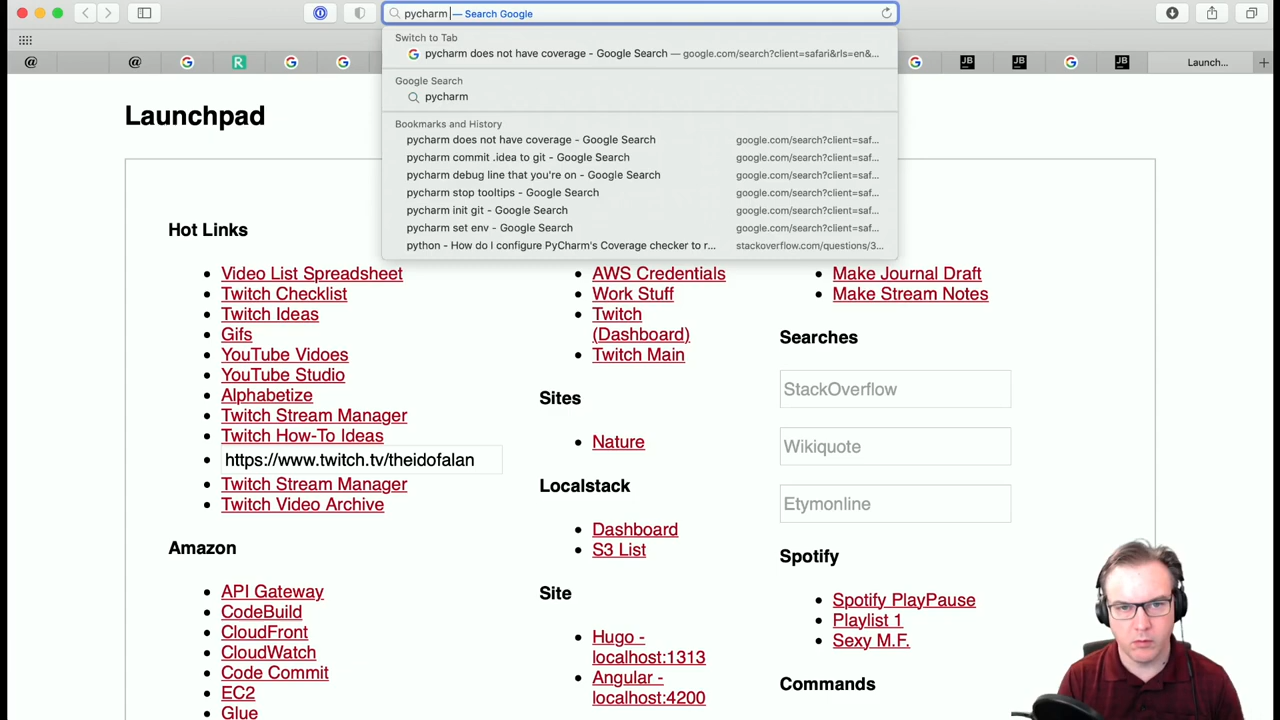 pycharm — Search Google
Switch to Tab
pycharm does not have coverage - Google Search — google.com/search?client=safari&rls=en&...
Google Search
pycharm
Bookmarks and History
pycharm does not have coverage - Google Search google.com/search?client=saf...
pycharm commit .idea to git - Google Search google.com/search?client=saf...
pycharm debug line that you're on - Google Search google.com/search?client=saf...
pycharm stop tooltips - Google Search google.com/search?client=saf...
pycharm init git - Google Search google.com/search?client=saf...
pycharm set env - Google Search google.com/search?client=saf...
python - How do I configure PyCharm's Coverage checker to r... stackoverflow.com/questions/3...
@ @ G R G G G JB JB G JB Launch...
Launchpad
Hot Links
Video List Spreadsheet
Twitch Checklist
Twitch Ideas
Gifs
YouTube Vidoes
YouTube Studio
Alphabetize
Twitch Stream Manager
Twitch How-To Ideas
https://www.twitch.tv/theidofalan
Twitch Stream Manager
Twitch Video Archive
Amazon
API Gateway
CodeBuild
CloudFront
CloudWatch
Code Commit
EC2
Glue
AWS Credentials
Work Stuff
Twitch
(Dashboard)
Twitch Main
Sites
Nature
Localstack
Dashboard
S3 List
Site
Hugo -
localhost:1313
Angular -
localhost:4200
Make Journal Draft
Make Stream Notes
Searches
StackOverflow
Wikiquote
Etymonline
Spotify
Spotify PlayPause
Playlist 1
Sexy M.F.
Commands